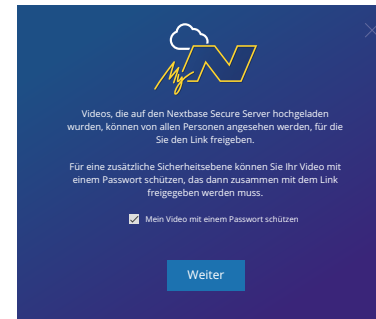 My N
Videos, die auf den Nextbase Secure Server hochgeladen
wurden, können von allen Personen angesehen werden, für die
Sie den Link freigeben.
Für eine zusätzliche Sicherheitsebene können Sie Ihr Video mit
einem Passwort schützen, das dann zusammen mit dem Link
freigegeben werden muss.
Mein Video mit einem Passwort schützen
Weiter